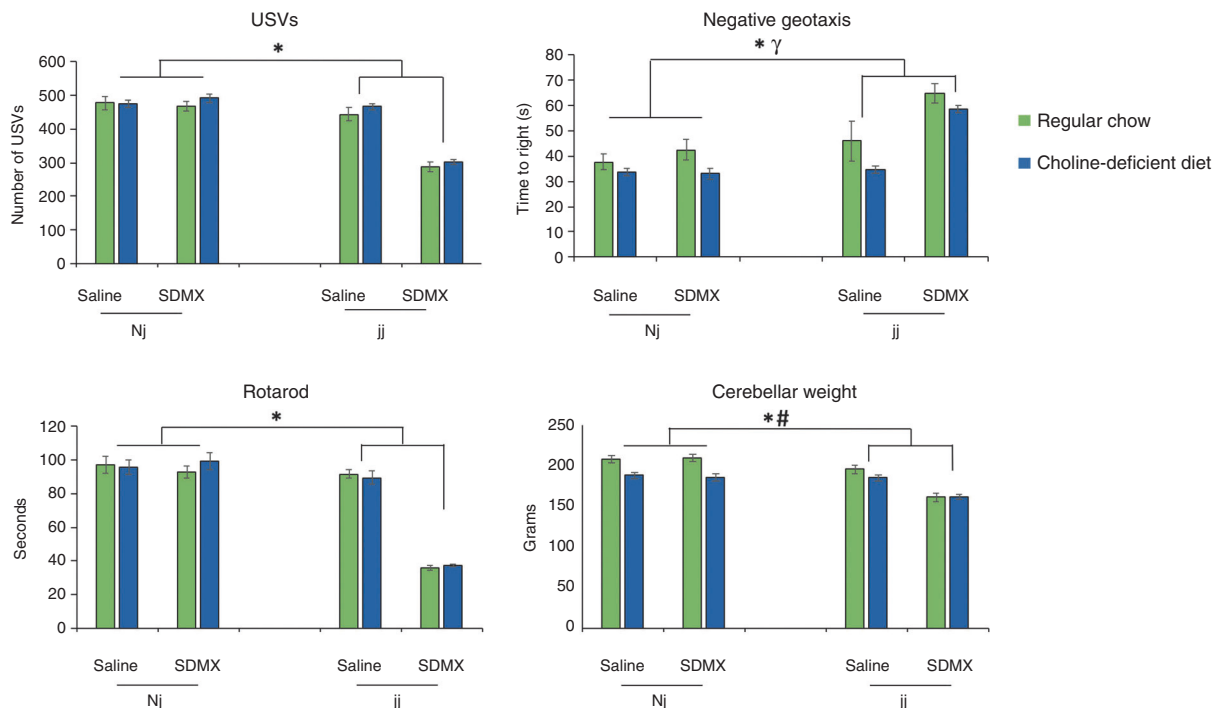 USVs
*
Number of USVs
600
500
400
300
200
100
0
Saline
SDMX
Saline
SDMX
Nj
jj
Negative geotaxis
* γ
Time to right (s)
80
70
60
50
40
30
20
10
0
Saline
SDMX
Saline
SDMX
Nj
jj
Regular chow
Choline-deficient diet
Rotarod
*
Seconds
120
100
80
60
40
20
0
Saline
SDMX
Saline
SDMX
Nj
jj
Cerebellar weight
*#
Grams
250
200
150
100
50
0
Saline
SDMX
Saline
SDMX
Nj
jj